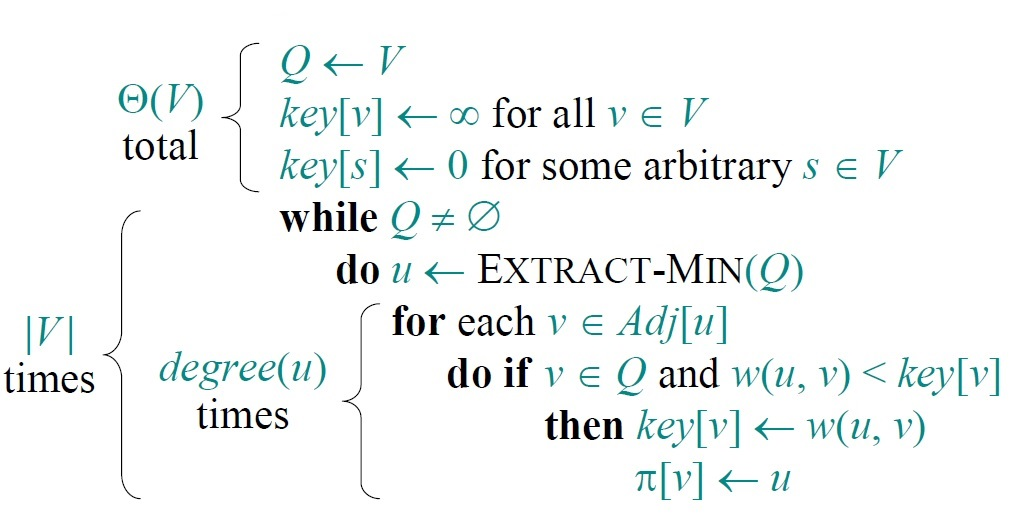 Θ(V)
total
Q ← V
key[v] ← ∞ for all v ∈ V
key[s] ← 0 for some arbitrary s ∈ V
while Q ≠ ∅
do u ← EXTRACT-MIN(Q)
|V|
times
degree(u)
times
for each v ∈ Adj[u]
do if v ∈ Q and w(u, v) < key[v]
then key[v] ← w(u, v)
π[v] ← u